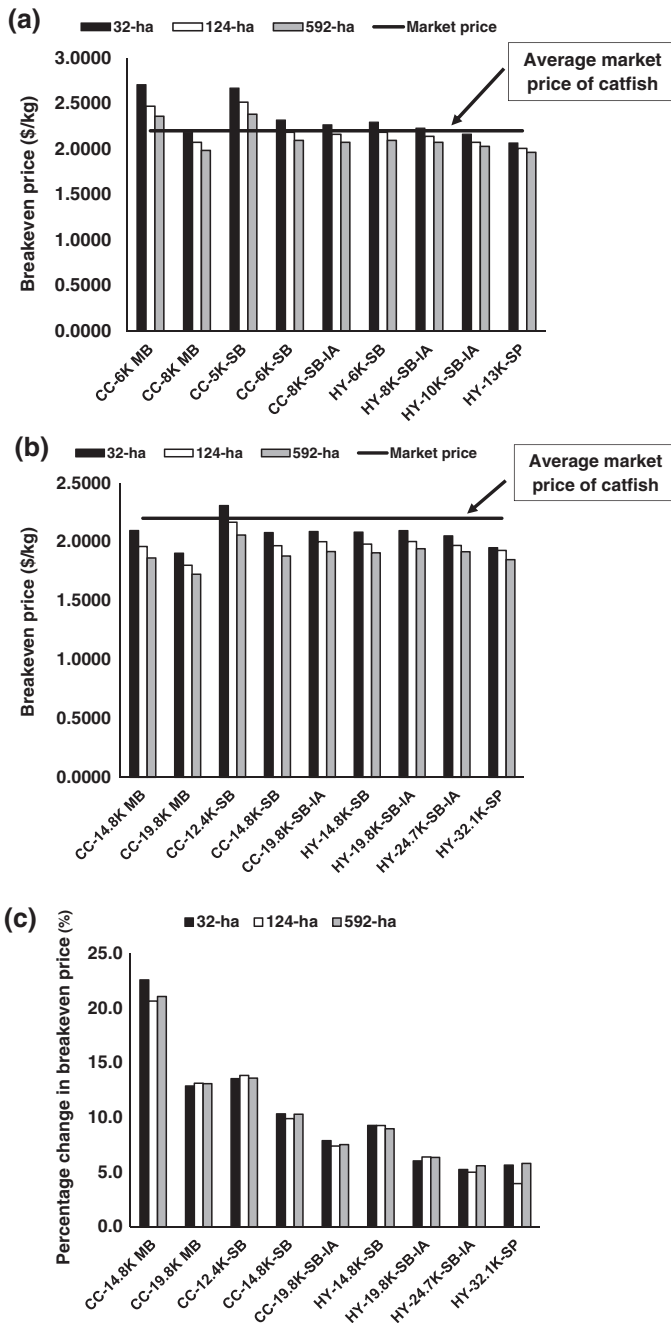 (a)
32-ha 124-ha 592-ha Market price
Average market
price of catfish
Breakeven price ($/kg)
3.0000
2.5000
2.0000
1.5000
1.0000
0.5000
0.0000
CC-6K MB
CC-8K MB
CC-5K-SB
CC-6K-SB
CC-8K-SB-IA
HY-6K-SB
HY-8K-SB-IA
HY-10K-SB-IA
HY-13K-SP
(b)
32-ha 124-ha 592-ha Market price
Average market
price of catfish
Breakeven price ($/kg)
2.5000
2.0000
1.5000
1.0000
0.5000
0.0000
CC-14.8K MB
CC-19.8K MB
CC-12.4K-SB
CC-14.8K-SB
CC-19.8K-SB-IA
HY-14.8K-SB
HY-19.8K-SB-IA
HY-24.7K-SB-IA
HY-32.1K-SP
(c)
32-ha 124-ha 592-ha
Percentage change in breakeven price (%)
25.0
20.0
15.0
10.0
5.0
0.0
CC-14.8K MB
CC-19.8K MB
CC-12.4K-SB
CC-14.8K-SB
CC-19.8K-SB-IA
HY-14.8K-SB
HY-19.8K-SB-IA
HY-24.7K-SB-IA
HY-32.1K-SP